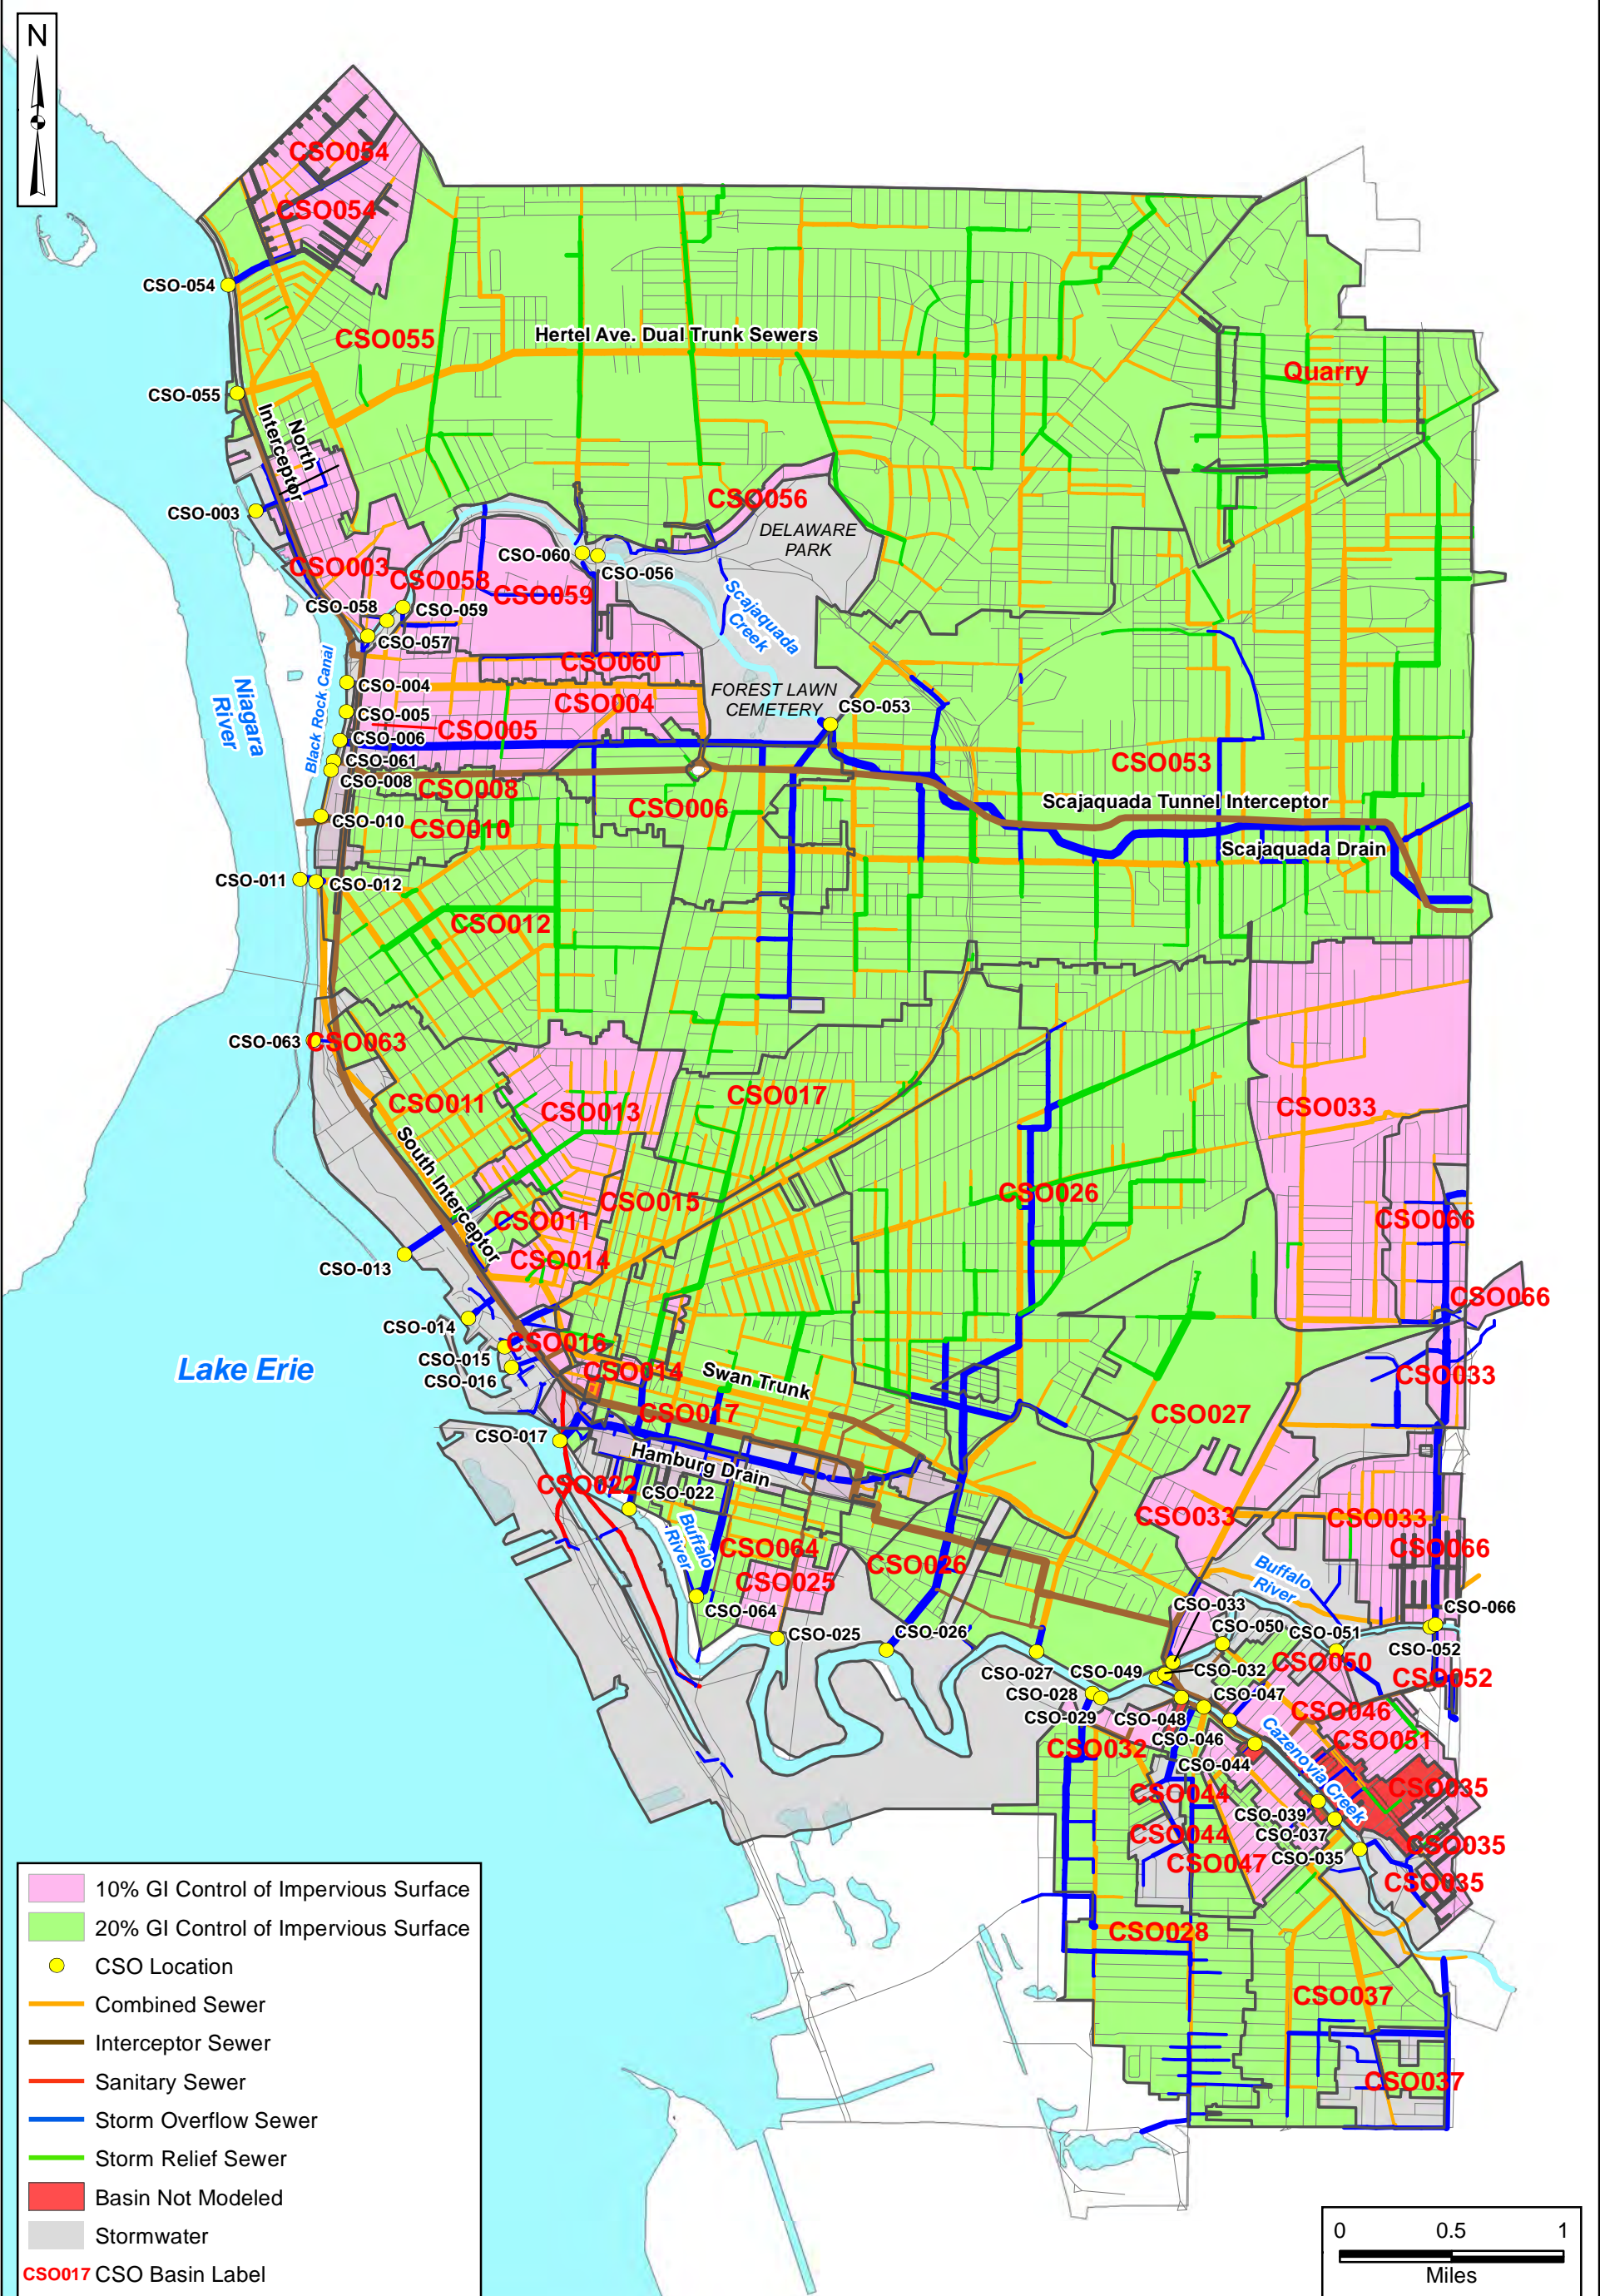 N
CSO054
CSO054
CSO-054
CSO055
Hertel Ave. Dual Trunk Sewers
Quarry
CSO-055
North
Interceptor
CSO056
CSO-003
DELAWARE
PARK
CSO-060
CSO-056
CSO003
CSO058
CSO059
Scajaquada
Creek
CSO-058
CSO-059
CSO-057
CSO060
Black Rock Canal
Niagara
River
CSO-004
FOREST LAWN
CEMETERY
CSO004
CSO-053
CSO-005
CSO005
CSO-006
CSO-061
CSO053
CSO-008
CSO008
CSO006
Scajaquada Tunnel Interceptor
CSO-010
CSO010
Scajaquada Drain
CSO-011
CSO-012
CSO012
CSO-063
CSO063
CSO011
CSO013
CSO017
CSO033
South Interceptor
CSO015
CSO026
CSO011
CSO066
CSO014
CSO-013
CSO066
CSO-014
CSO016
CSO-015
CSO-016
CSO014
Swan Trunk
CSO033
Lake Erie
CSO017
CSO027
CSO-017
Hamburg Drain
CSO022
CSO-022
CSO033
CSO033
Buffalo
River
CSO064
CSO066
CSO026
CSO025
Buffalo
River
CSO-064
CSO-033
CSO-066
CSO-025
CSO-026
CSO-050
CSO-051
CSO-052
CSO-027
CSO-049
CSO-032
CSO050
CSO052
CSO-028
CSO-047
CSO-029
CSO-048
CSO046
CSO-046
Cazenovia Creek
CSO051
CSO032
CSO-044
CSO044
CSO035
CSO-039
CSO044
CSO-037
CSO035
CSO-035
CSO047
CSO035
CSO028
CSO037
CSO037
10% GI Control of Impervious Surface
20% GI Control of Impervious Surface
CSO Location
Combined Sewer
Interceptor Sewer
Sanitary Sewer
Storm Overflow Sewer
Storm Relief Sewer
Basin Not Modeled
Stormwater
CSO017 CSO Basin Label
0 0.5 1
Miles